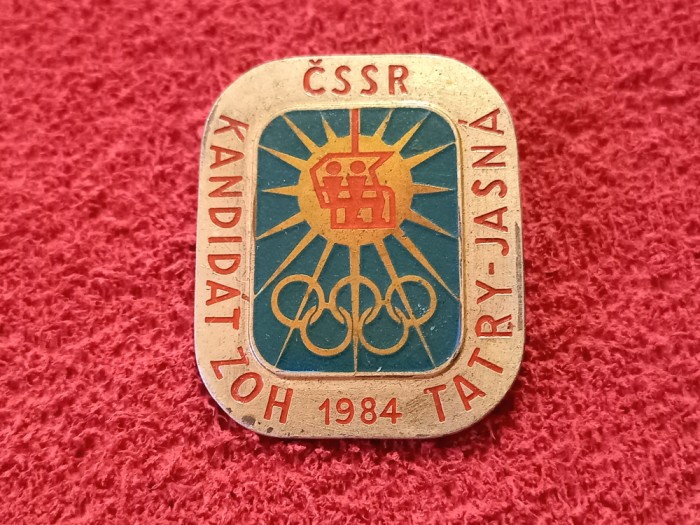 ČSSR
KANDIDÁT ZOH 1984 TATRY-JASNÁ